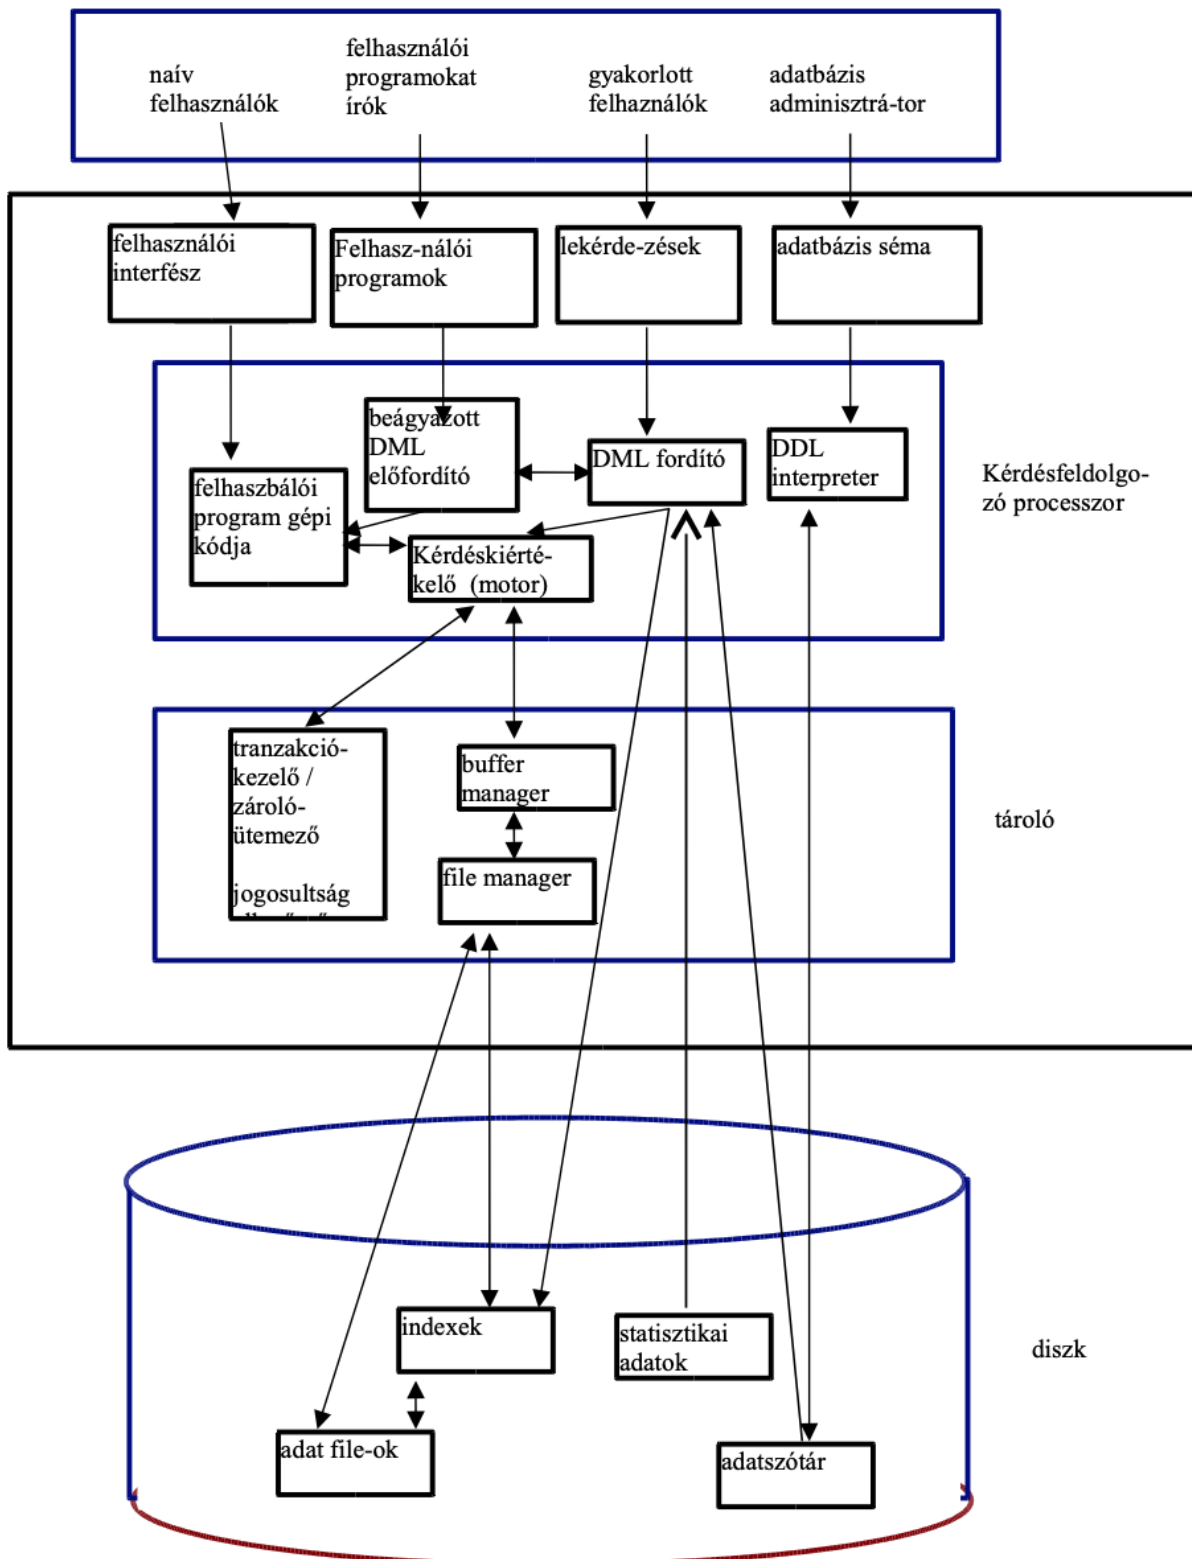 naív
felhasználók
felhasználói
programokat
írók
gyakorlott
felhaználók
adatbázis
adminisztrá-tor
felhasználói
interfész
Felhasz-nálói
programok
lekérde-zések
adatbázis séma
beágyazott
DML
előfordító
DML fordító
DDL
interpreter
felhaszbálói
program gépi
kódja
Kérdéskiérté-
kelő (motor)
Kérdésfeldolgo-
zó processzor
tranzakció-
kezelő /
zároló-
ütemező
jogosultság
buffer
manager
file manager
tároló
indexek
statisztikai
adatok
diszk
adat file-ok
adatszótár